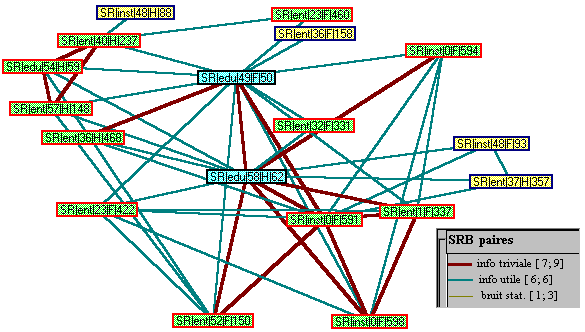 SR|inst|48|H|88
SR|ent|23|F|460
SR|ent|40|H|237
SR|ent|36|F|158
SR|inst|0|F|594
SR|edu|54|H|59
SR|edu|49|F|50
SR|ent|57|H|148
SR|ent|32|F|331
SR|ent|36|H|468
SR|inst|48|F|93
SR|edu|58|H|62
SR|ent|37|H|357
SR|ent|23|F|422
SR|inst|0|F|591
SR|ent|1|F|337
SRB paires
info triviale [ 7; 9]
info utile [ 6; 6]
bruit stat. [ 1; 3]
SR|ent|52|F|150
SR|inst|0|F|598